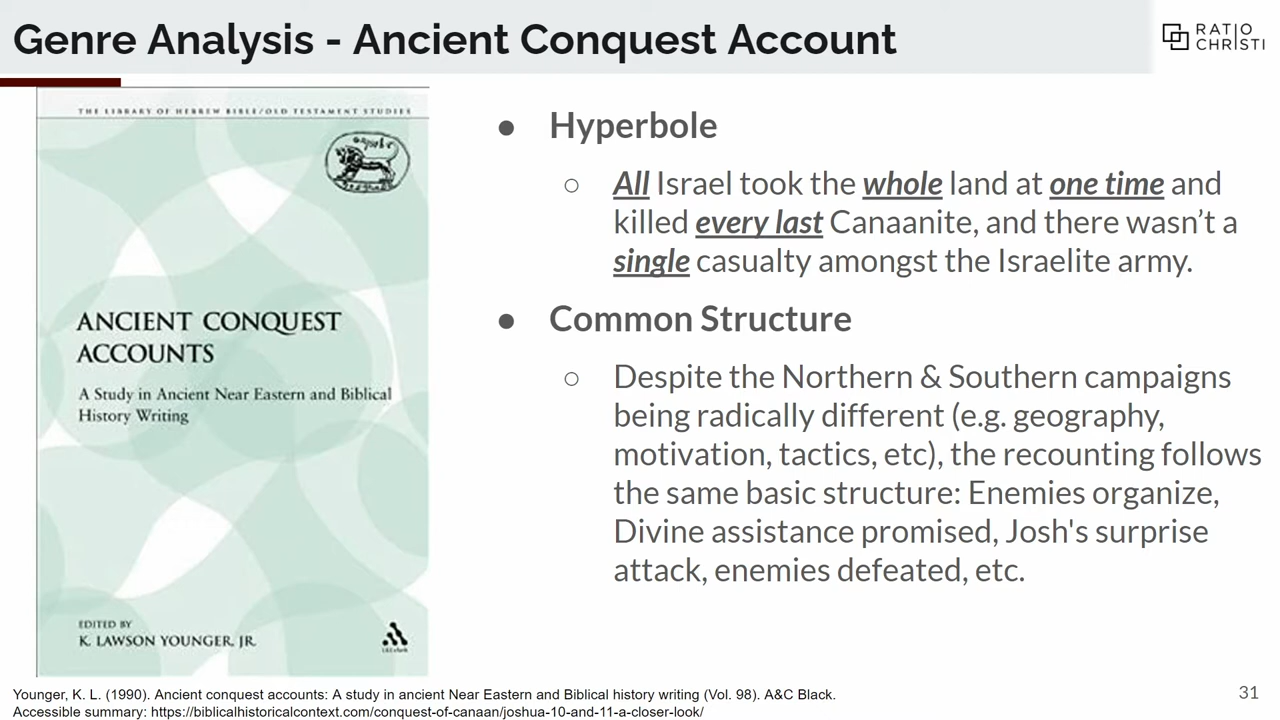 Genre Analysis - Ancient Conquest Account
RATIO
CHRISTI
THE LIBRARY OF HEBREW BIBLE/OLD TESTAMENT STUDIES
ANCIENT CONQUEST
ACCOUNTS
A Study in Ancient Near Eastern and Biblical
History Writing
EDITED BY
K. LAWSON YOUNGER, JR.
● Hyperbole
○ All Israel took the whole land at one time and
killed every last Canaanite, and there wasn’t a
single casualty amongst the Israelite army.
● Common Structure
○ Despite the Northern & Southern campaigns
being radically different (e.g. geography,
motivation, tactics, etc), the recounting follows
the same basic structure: Enemies organize,
Divine assistance promised, Josh's surprise
attack, enemies defeated, etc.
Younger, K. L. (1990). Ancient conquest accounts: A study in ancient Near Eastern and Biblical history writing (Vol. 98). A&C Black.
Accessible summary: https://biblicalhistoricalcontext.com/conquest-of-canaan/joshua-10-and-11-a-closer-look/
31